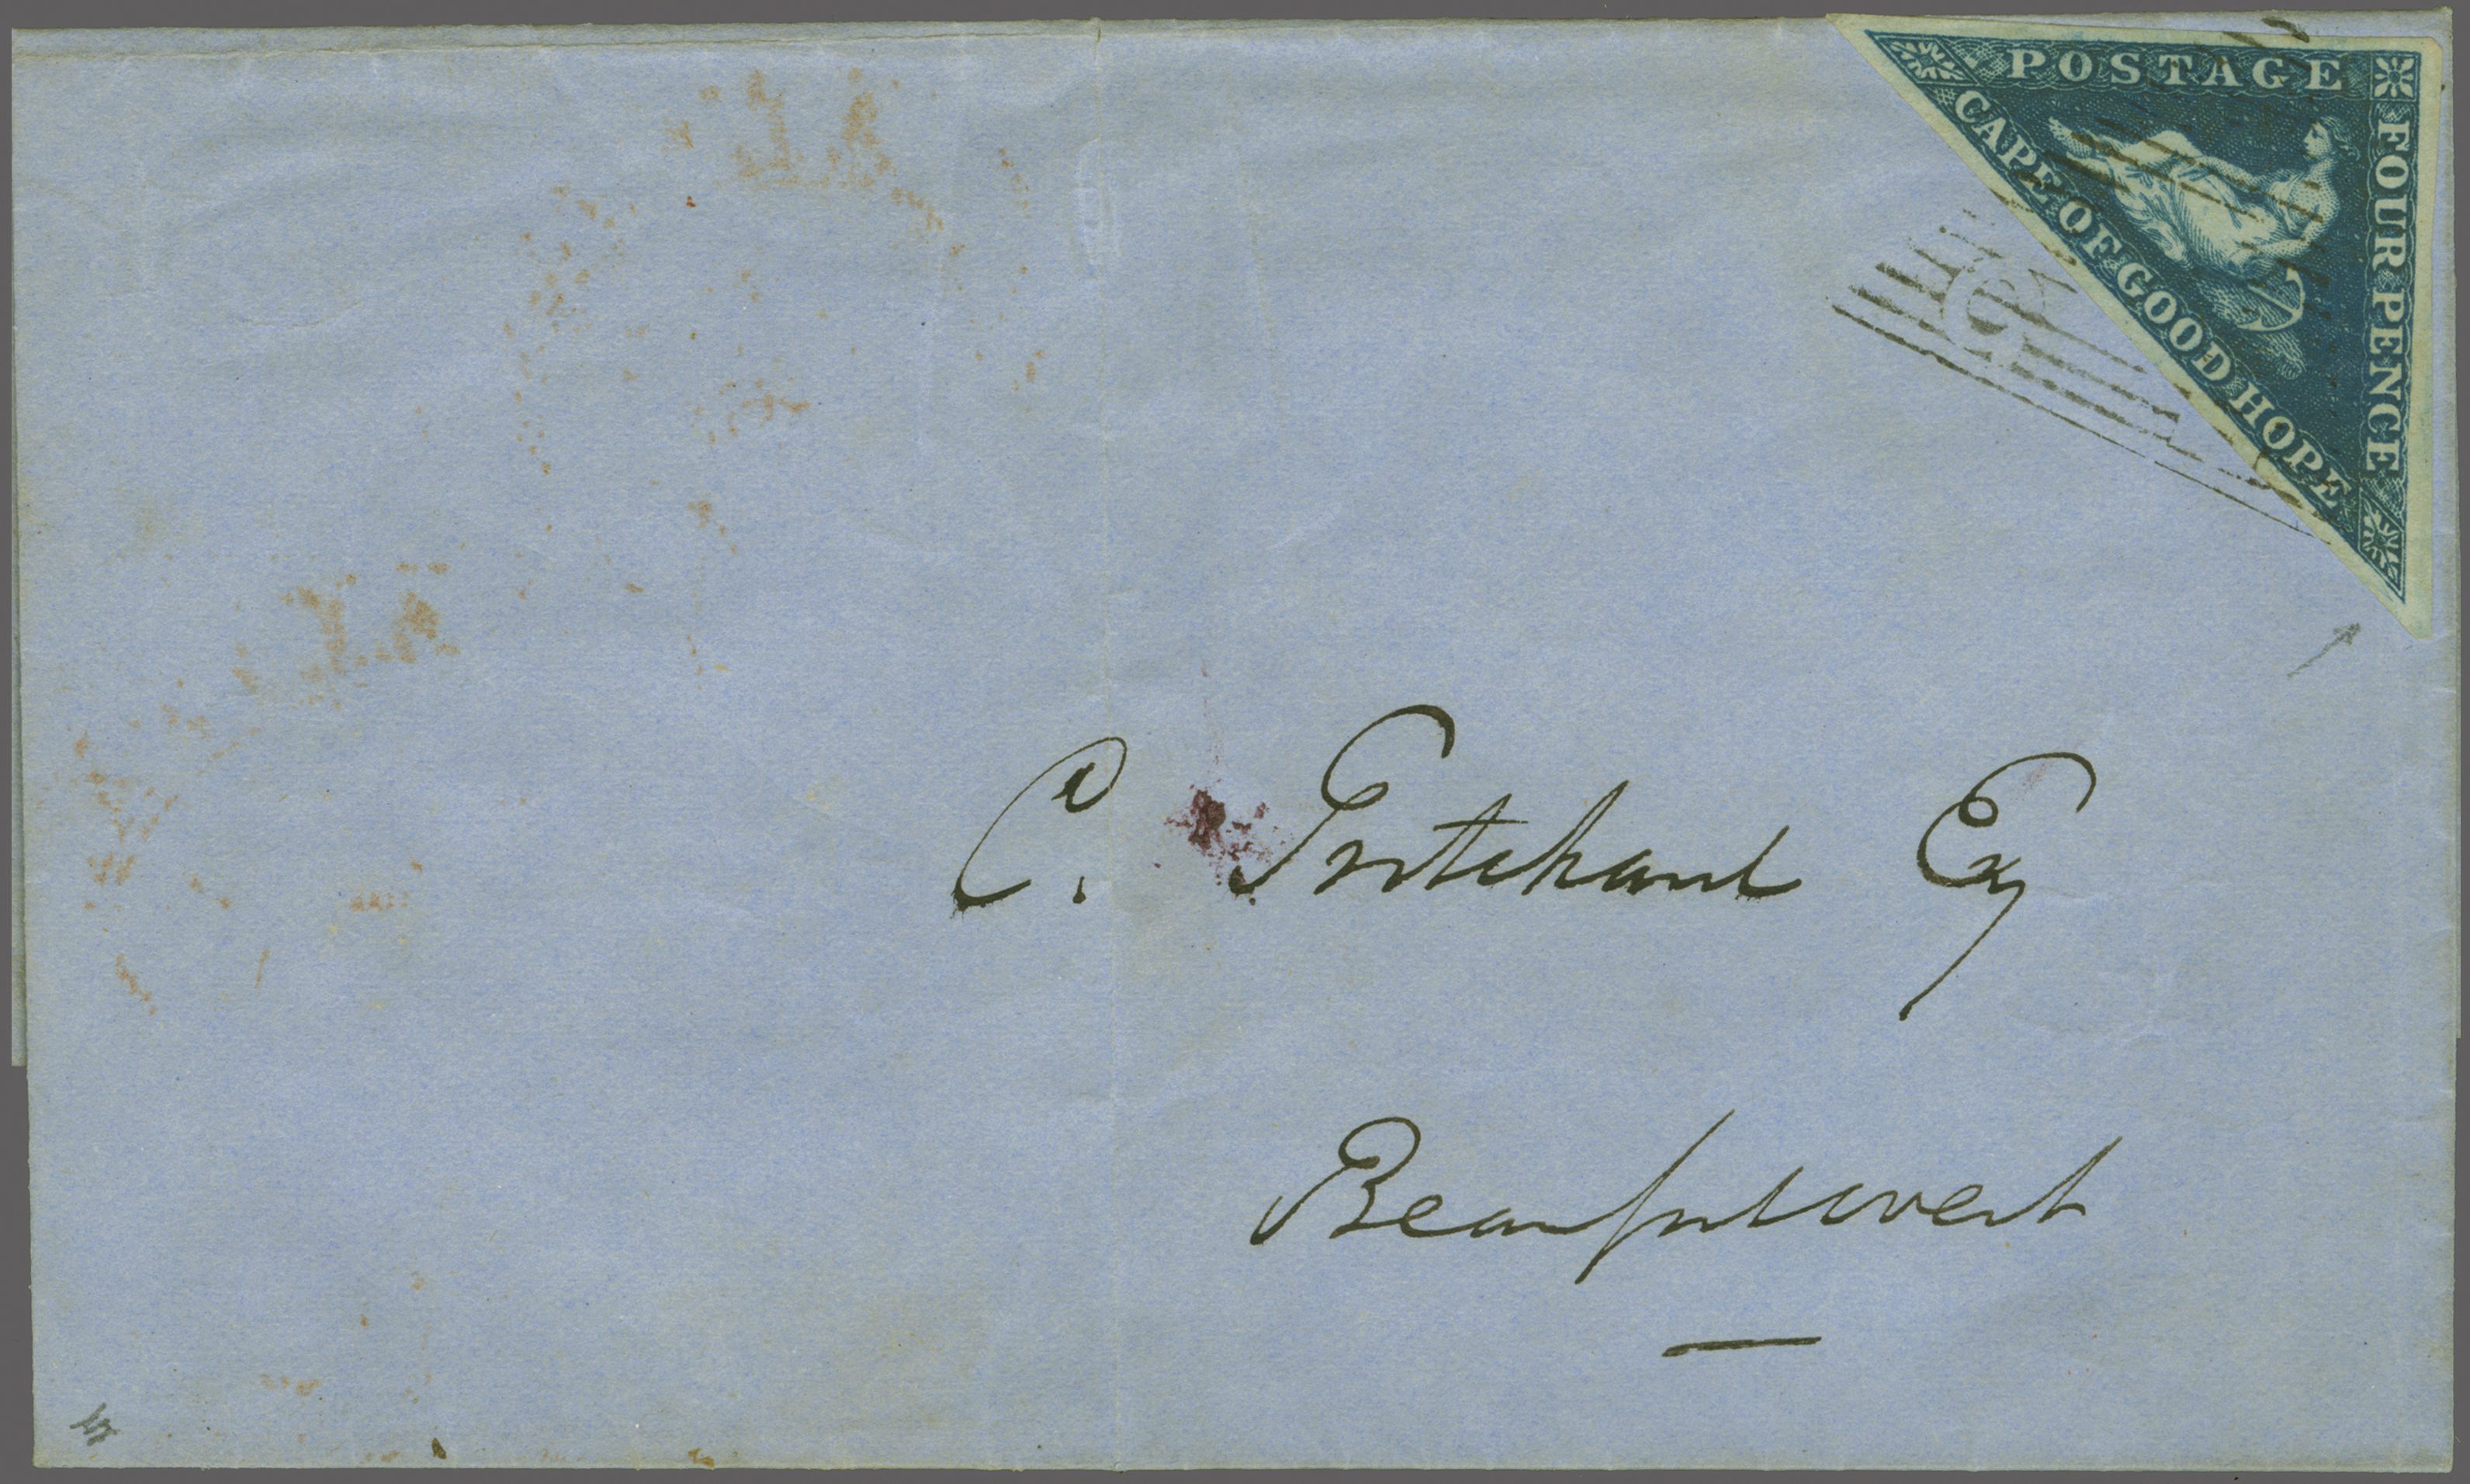 POSTAGE
FOUR PENCE
CAPE OF GOOD HOPE
C
C. Pritchard Esq
Beaufort West